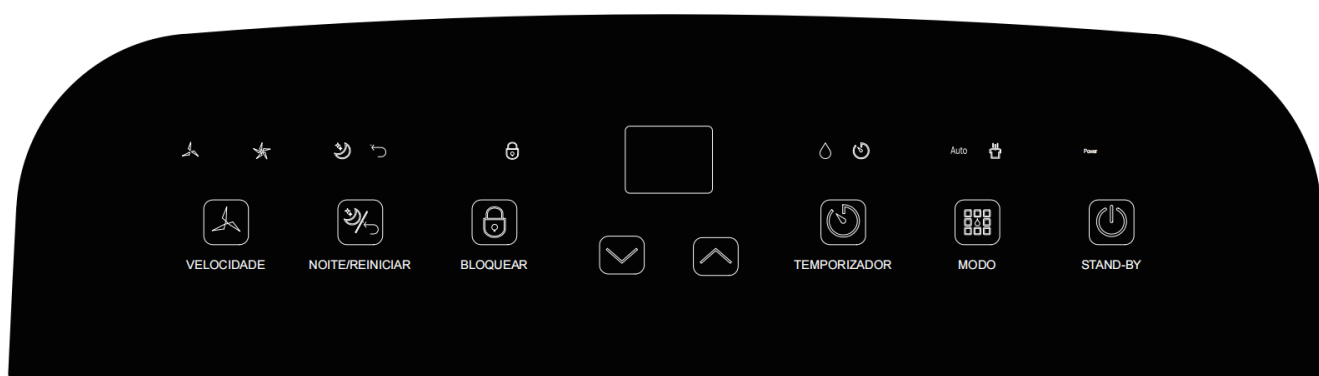 Auto
Power
VELOCIDADE
NOITE/REINICIAR
BLOQUEAR
TEMPORIZADOR
MODO
STAND-BY